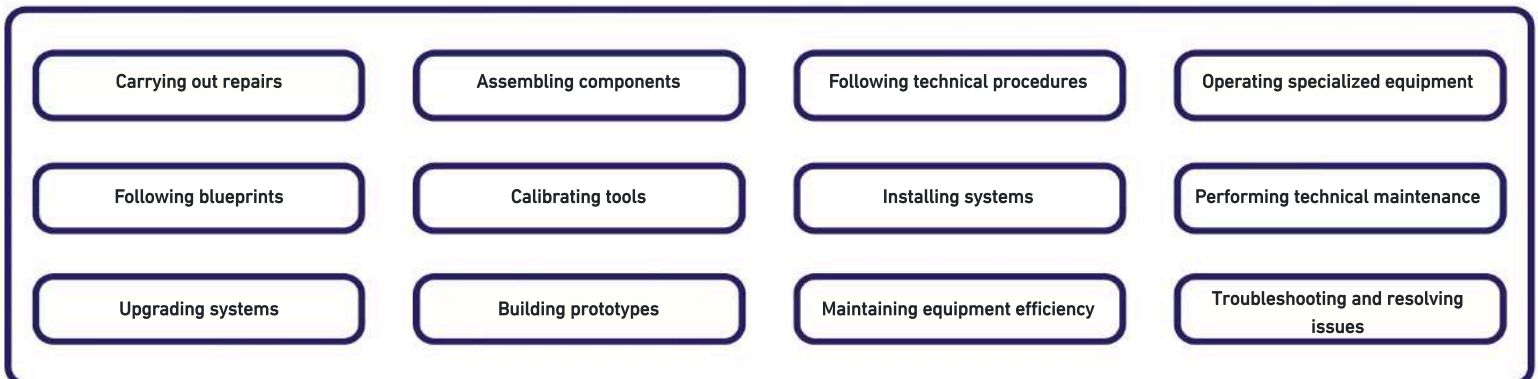 Carrying out repairs
Assembling components
Following technical procedures
Operating specialized equipment
Following blueprints
Calibrating tools
Installing systems
Performing technical maintenance
Upgrading systems
Building prototypes
Maintaining equipment efficiency
Troubleshooting and resolving
issues